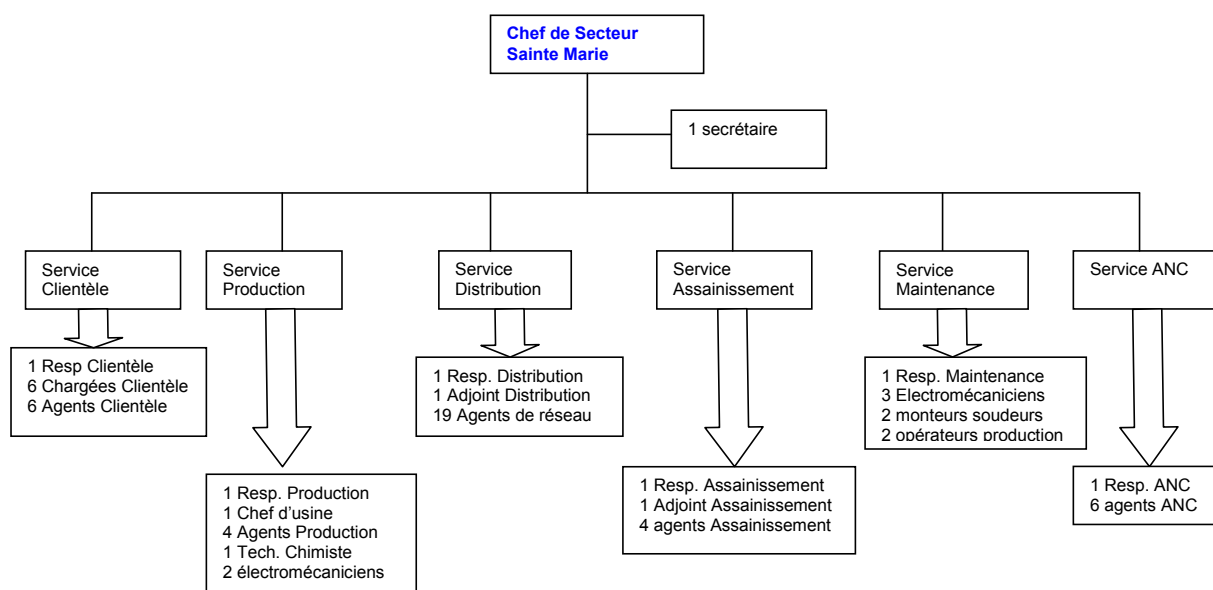 Chef de Secteur
Sainte Marie
1 secrétaire
Service
Clientèle
Service
Production
Service
Distribution
Service
Assainissement
Service
Maintenance
Service ANC
1 Resp Clientèle
6 Chargées Clientèle
6 Agents Clientèle
1 Resp. Production
1 Chef d'usine
4 Agents Production
1 Tech. Chimiste
2 électromécaniciens
1 Resp. Distribution
1 Adjoint Distribution
19 Agents de réseau
1 Resp. Assainissement
1 Adjoint Assainissement
4 agents Assainissement
1 Resp. Maintenance
3 Electromécaniciens
2 monteurs soudeurs
2 opérateurs production
1 Resp. ANC
6 agents ANC